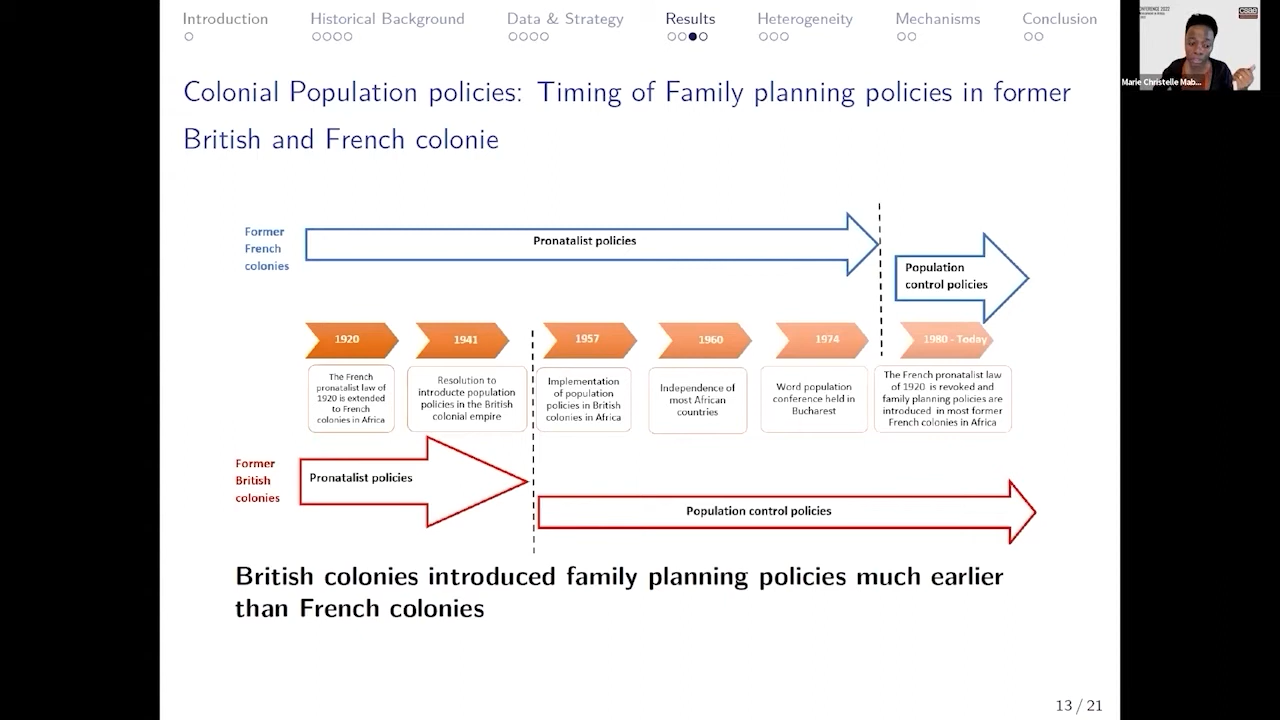 Introduction Historical Background Data & Strategy Results Heterogeneity Mechanisms Conclusion
Colonial Population policies: Timing of Family planning policies in former
British and French colonie
Former
French
colonies
Pronatalist policies
Population
control policies
1920
1941
1957
1960
1974
1980 - Today
The French
pronatalist law of
1920 is extended
to French
colonies in Africa
Resolution to
introducte population
policies in the British
colonial empire
Implementation
of population
policies in British
colonies in Africa
Independence of
most African
countries
Word population
conference held in
Bucharest
The French pronatalist law
of 1920 is revoked and
family planning policies are
introduced in most former
French colonies in Africa
Former
British
colonies
Pronatalist policies
Population control policies
British colonies introduced family planning policies much earlier
than French colonies
13 / 21
CONFERENCE 2022
csae
Marie Christelle Mab...